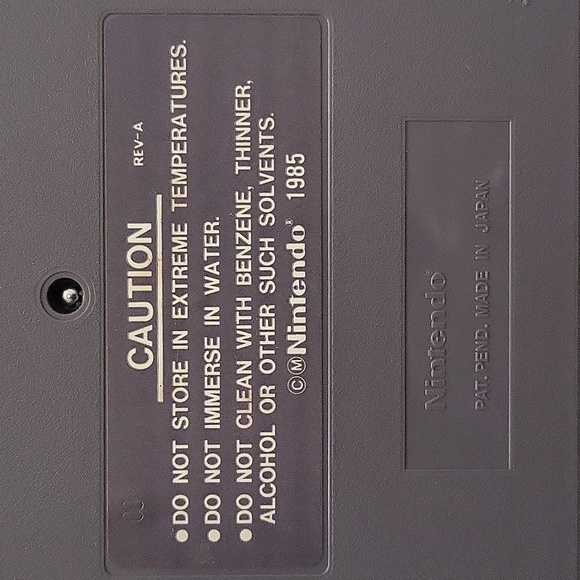 CAUTION REV-A
●DO NOT STORE IN EXTREME TEMPERATURES.
●DO NOT IMMERSE IN WATER.
●DO NOT CLEAN WITH BENZENE, THINNER,
ALCOHOL OR OTHER SUCH SOLVENTS.
©Ⓜ Nintendo® 1985
Nintendo®
PAT. PEND. MADE IN JAPAN